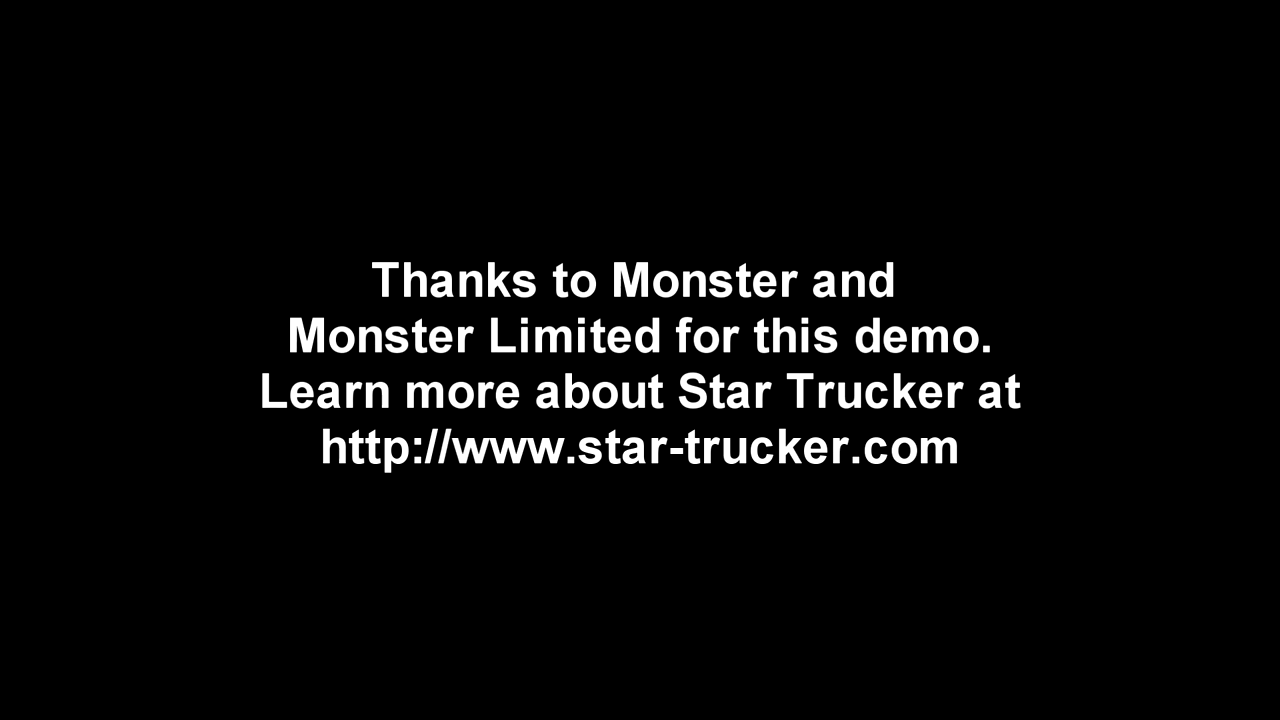 Thanks to Monster and
Monster Limited for this demo.
Learn more about Star Trucker at
http://www.star-trucker.com